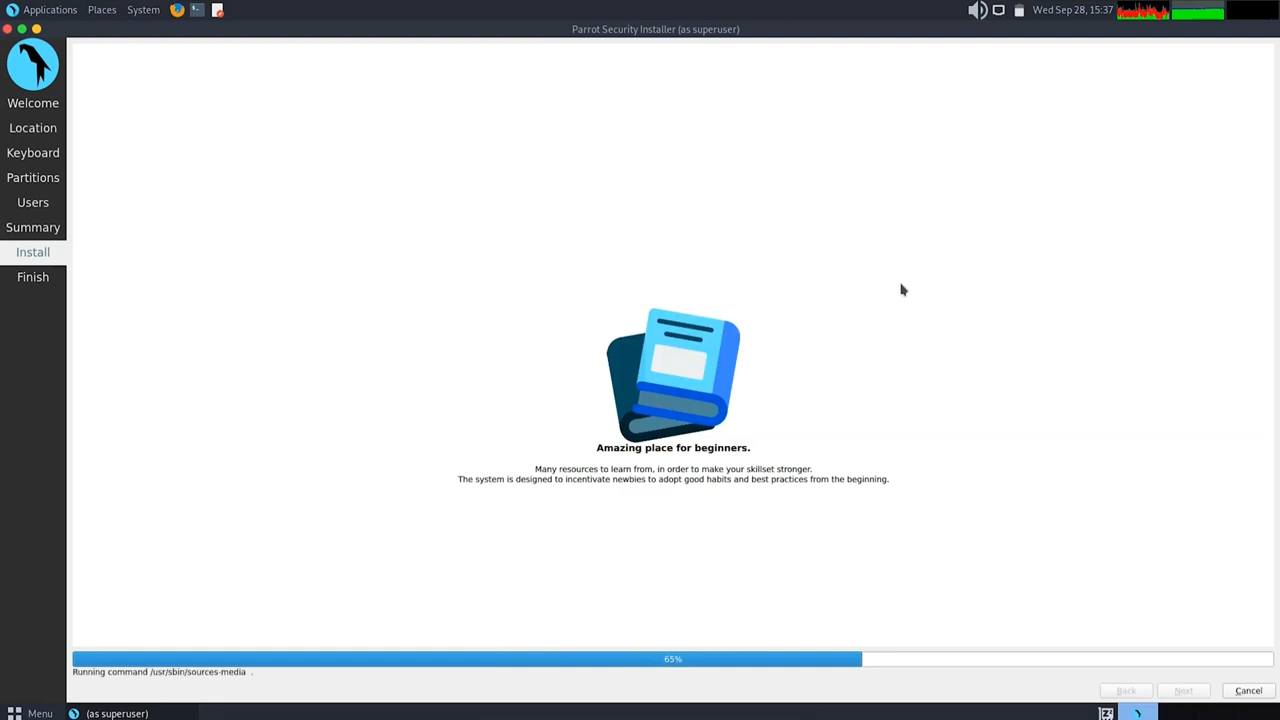 Applications Places System Wed Sep 28, 15:37
Parrot Security Installer (as superuser)
Welcome
Location
Keyboard
Partitions
Users
Summary
Install
Finish
Amazing place for beginners.
Many resources to learn from, in order to make your skillset stronger.
The system is designed to incentivate newbies to adopt good habits and best practices from the beginning.
65%
Running command /usr/sbin/sources-media .
Back Next Cancel
Menu (as superuser)